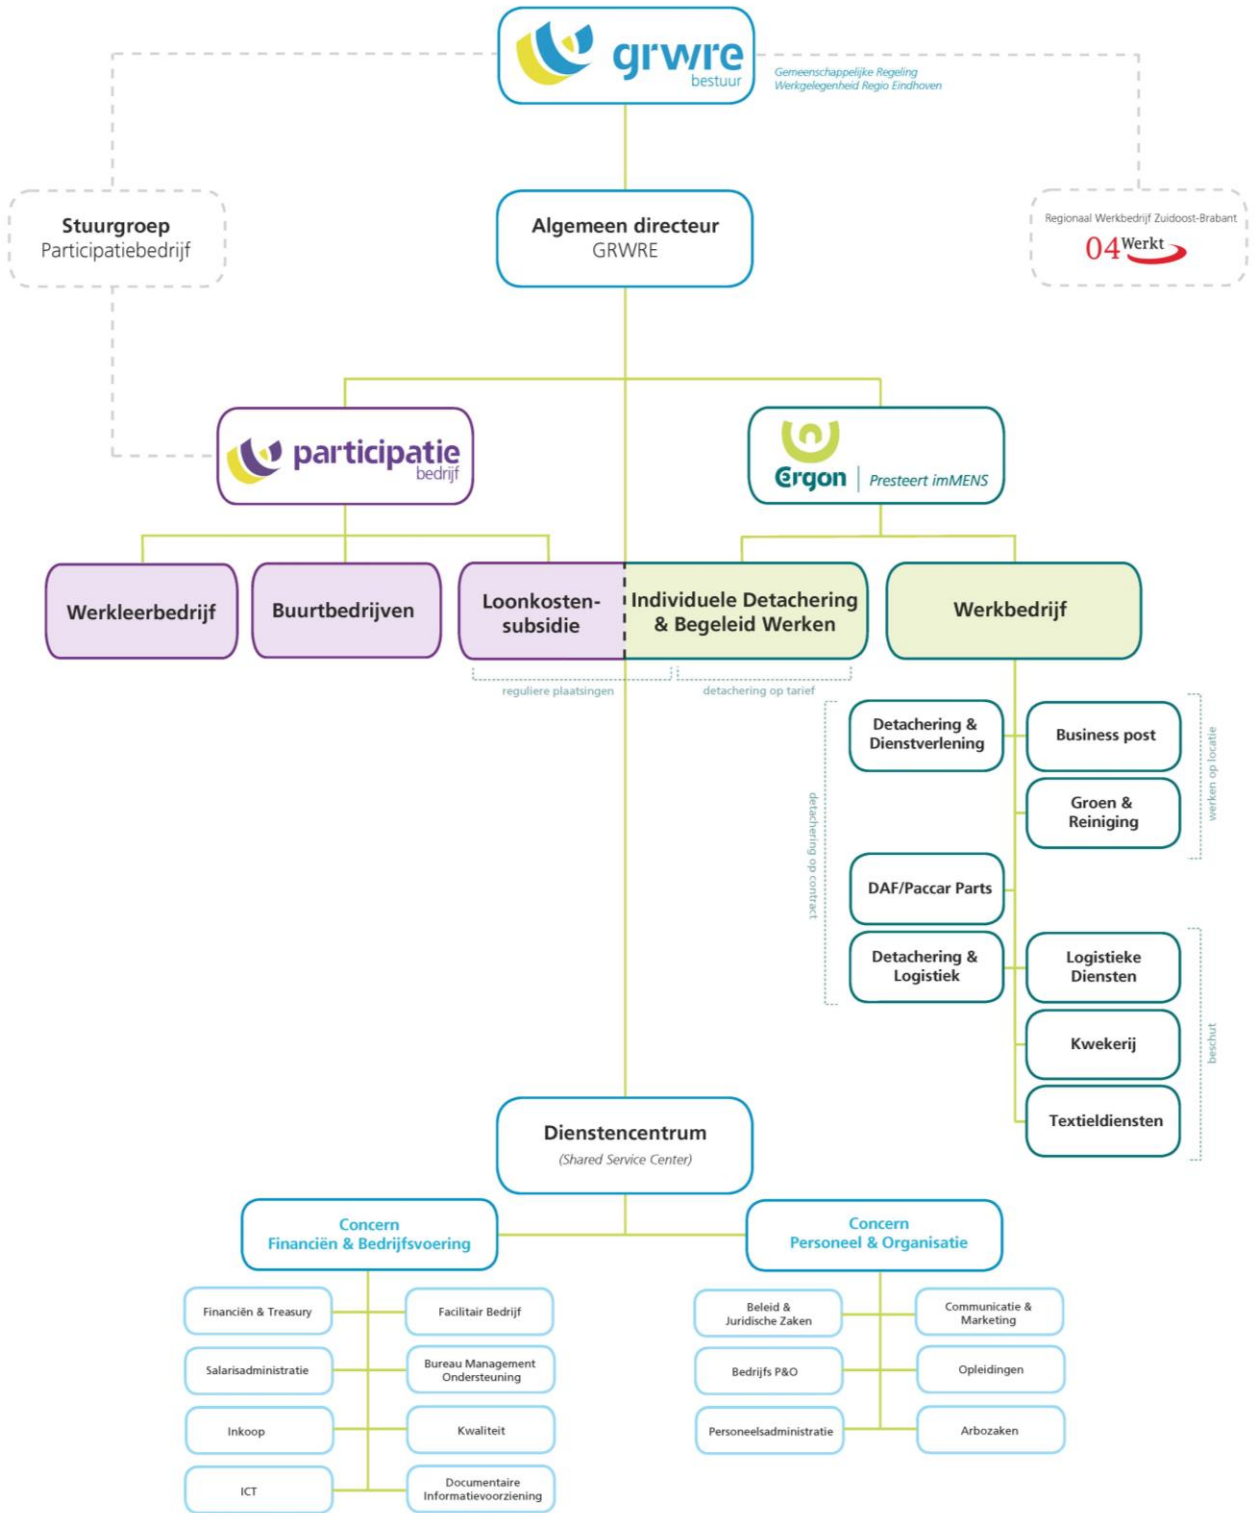 grwre
bestuur
Gemeenschappelijke Regeling
Werkgelegenheid Regio Eindhoven
Stuurgroep
Participatiebedrijf
Algemeen directeur
GRWRE
Regionaal Werkbedrijf Zuidoost-Brabant
04 Werkt
participatie
bedrijf
Ergon
Presteert imMENS
Werkleerbedrijf
Buurtbedrijven
Loonkosten-
subsidie
Individuele Detachering
& Begeleid Werken
Werkbedrijf
reguliere plaatsingen
detachering op tarief
detachering op contract
Detachering &
Dienstverlening
Business post
Groen &
Reiniging
werken op locatie
DAF/Paccar Parts
Detachering &
Logistiek
Logistieke
Diensten
Kwekerij
Textieldiensten
beschut
Dienstencentrum
(Shared Service Center)
Concern
Financiën & Bedrijfsvoering
Concern
Personeel & Organisatie
Financiën & Treasury
Facilitair Bedrijf
Salarisadministratie
Bureau Management
Ondersteuning
Inkoop
Kwaliteit
ICT
Documentaire
Informatievoorziening
Beleid &
Juridische Zaken
Communicatie &
Marketing
Bedrijfs P&O
Opleidingen
Personeelsadministratie
Arbozaken